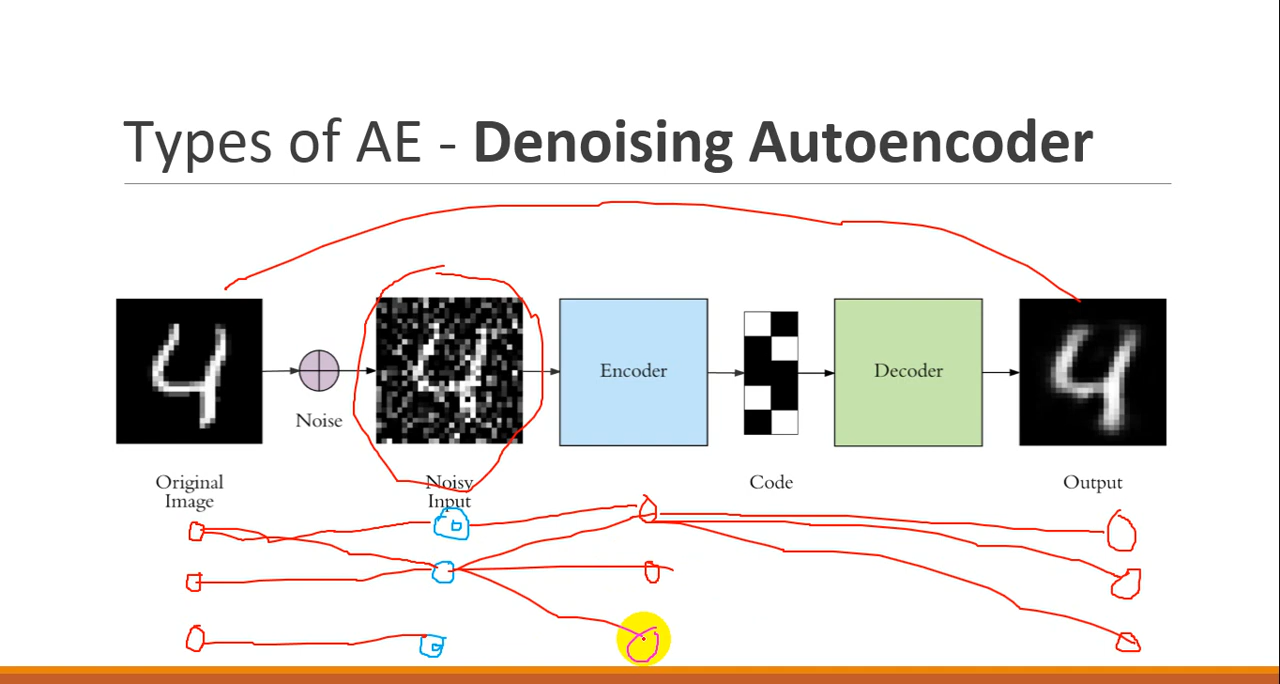 Types of AE - Denoising Autoencoder
Encoder
Decoder
Noise
Original
Image
Noisy
Input
Code
Output